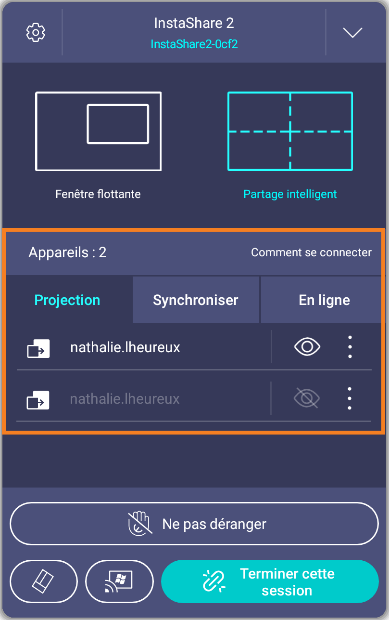 InstaShare 2
InstaShare2-0cf2
Fenêtre flottante
Partage intelligent
Appareils : 2
Comment se connecter
Projection
Synchroniser
En ligne
nathalie.lheureux
nathalie.lheureux
Ne pas déranger
Terminer cette
session